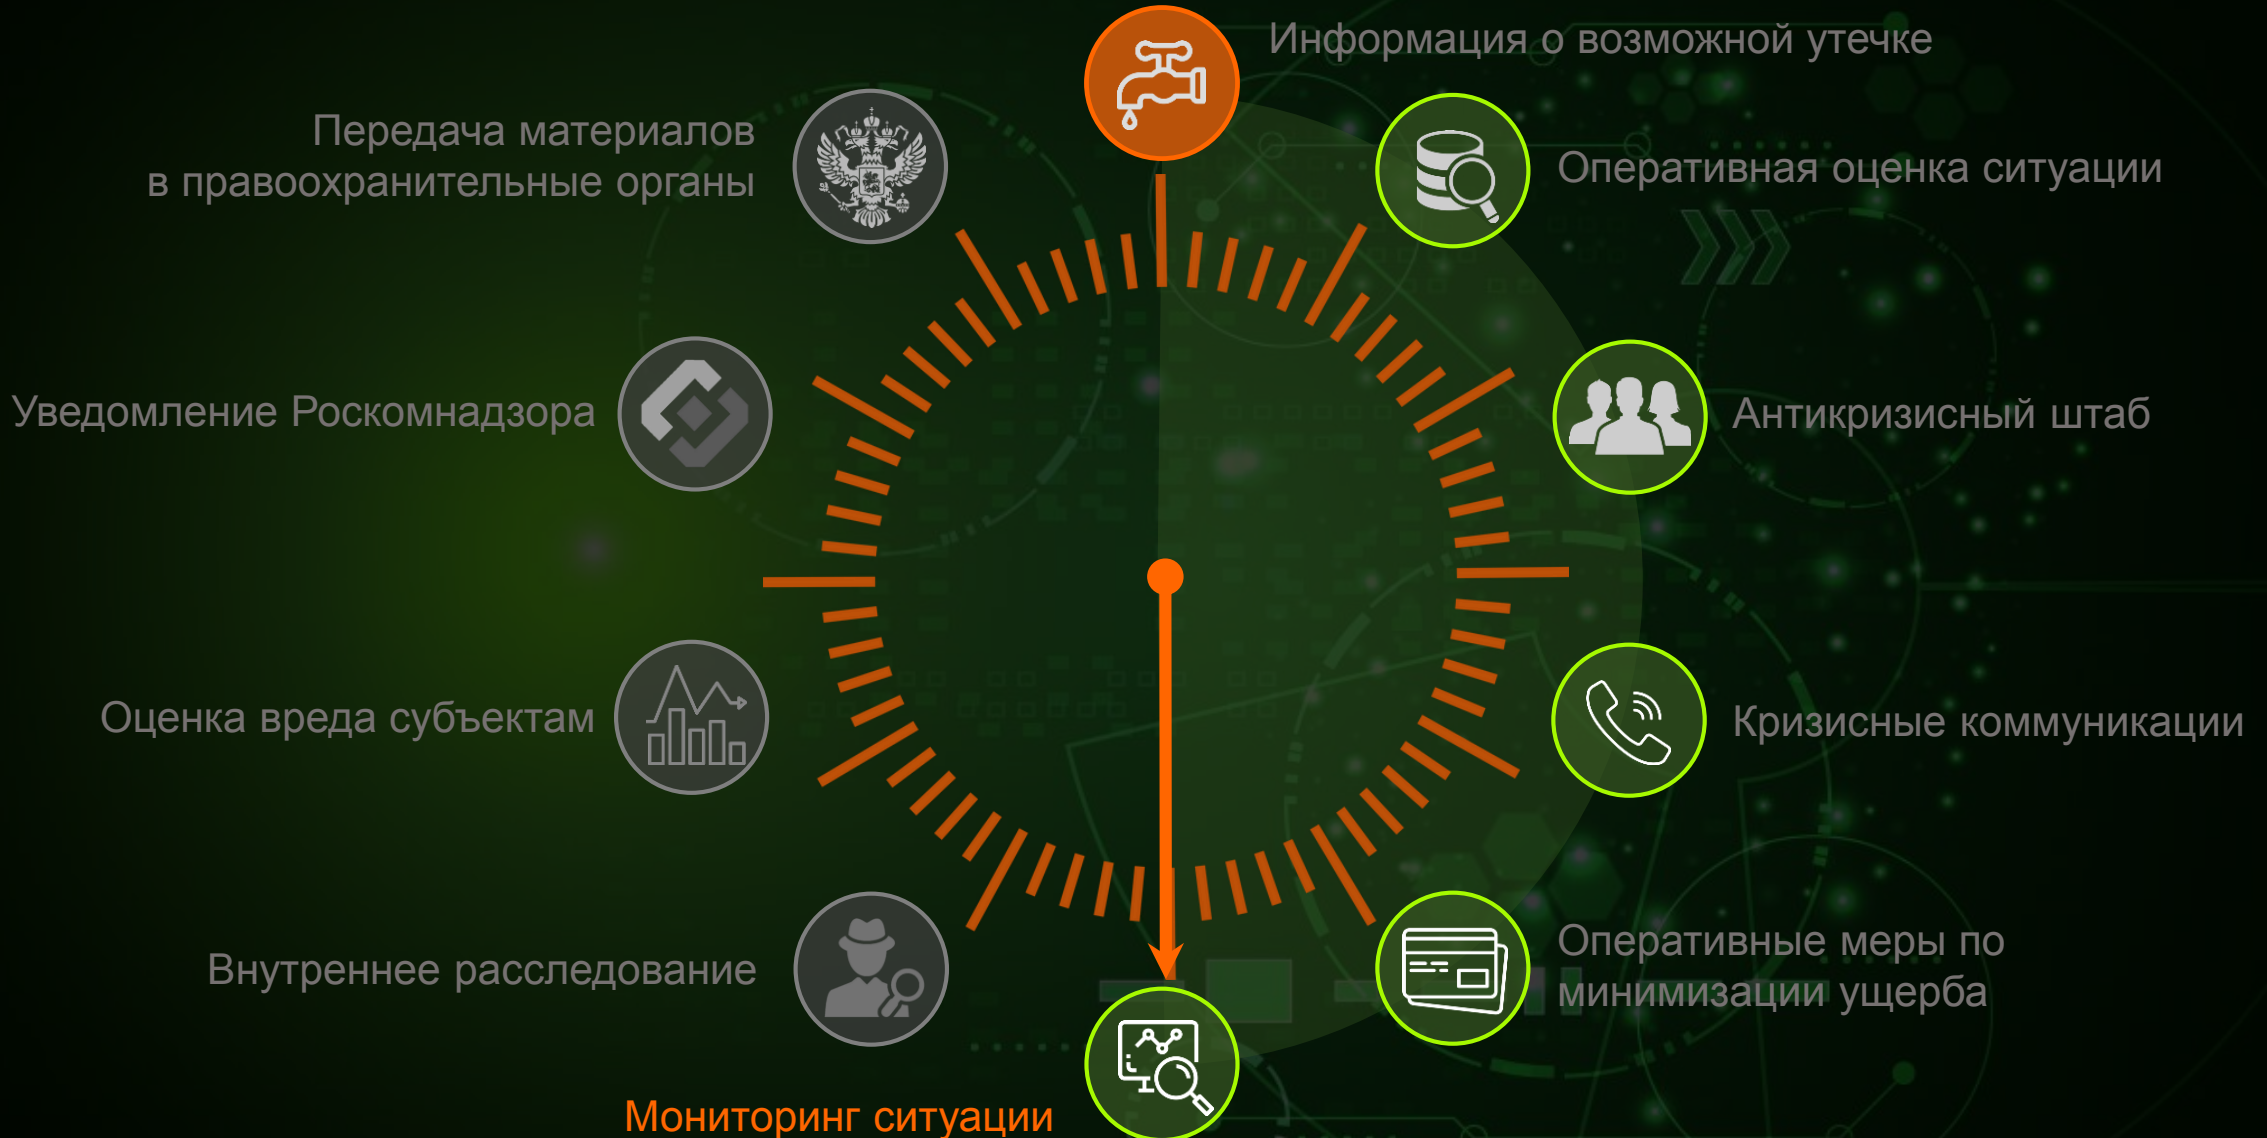 Информация о возможной утечке
Оперативная оценка ситуации
Антикризисный штаб
Кризисные коммуникации
Оперативные меры по
минимизации ущерба
Мониторинг ситуации
Внутреннее расследование
Оценка вреда субъектам
Уведомление Роскомнадзора
Передача материалов
в правоохранительные органы